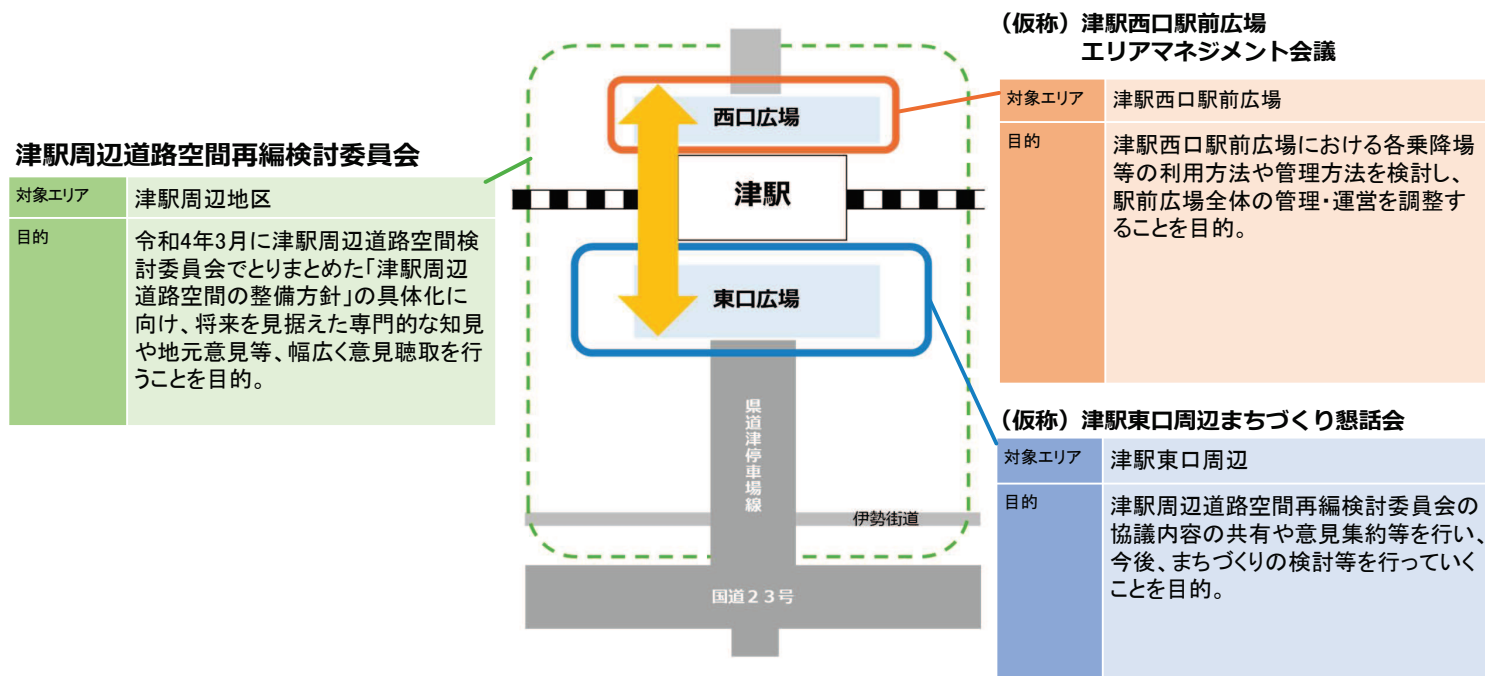 津駅周辺道路空間再編検討委員会
対象エリア
津駅周辺地区
目的
令和4年3月に津駅周辺道路空間検
討委員会でとりまとめた「津駅周辺
道路空間の整備方針」の具体化に
向け、将来を見据えた専門的な知見
や地元意見等、幅広く意見聴取を行
うことを目的。
西口広場
津駅
東口広場
県道津停車場線
伊勢街道
国道23号
（仮称）津駅西口駅前広場
エリアマネジメント会議
対象エリア
津駅西口駅前広場
目的
津駅西口駅前広場における各乗降場
等の利用方法や管理方法を検討し、
駅前広場全体の管理・運営を調整す
ることを目的。
（仮称）津駅東口周辺まちづくり懇話会
対象エリア
津駅東口周辺
目的
津駅周辺道路空間再編検討委員会の
協議内容の共有や意見集約等を行い、
今後、まちづくりの検討等を行っていく
ことを目的。